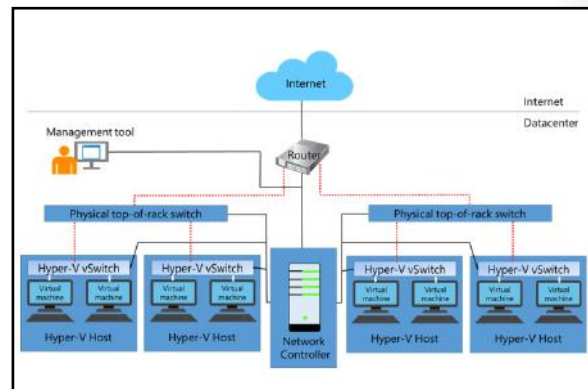 Internet
Internet
Datacenter
Management tool
Router
Physical top-of-rack switch
Physical top-of-rack switch
Hyper-V vSwitch
Hyper-V vSwitch
Hyper-V vSwitch
Hyper-V vSwitch
Virtual
machine
Virtual
machine
Virtual
machine
Virtual
machine
Virtual
machine
Virtual
machine
Virtual
machine
Virtual
machine
Hyper-V Host
Hyper-V Host
Network
Controller
Hyper-V Host
Hyper-V Host